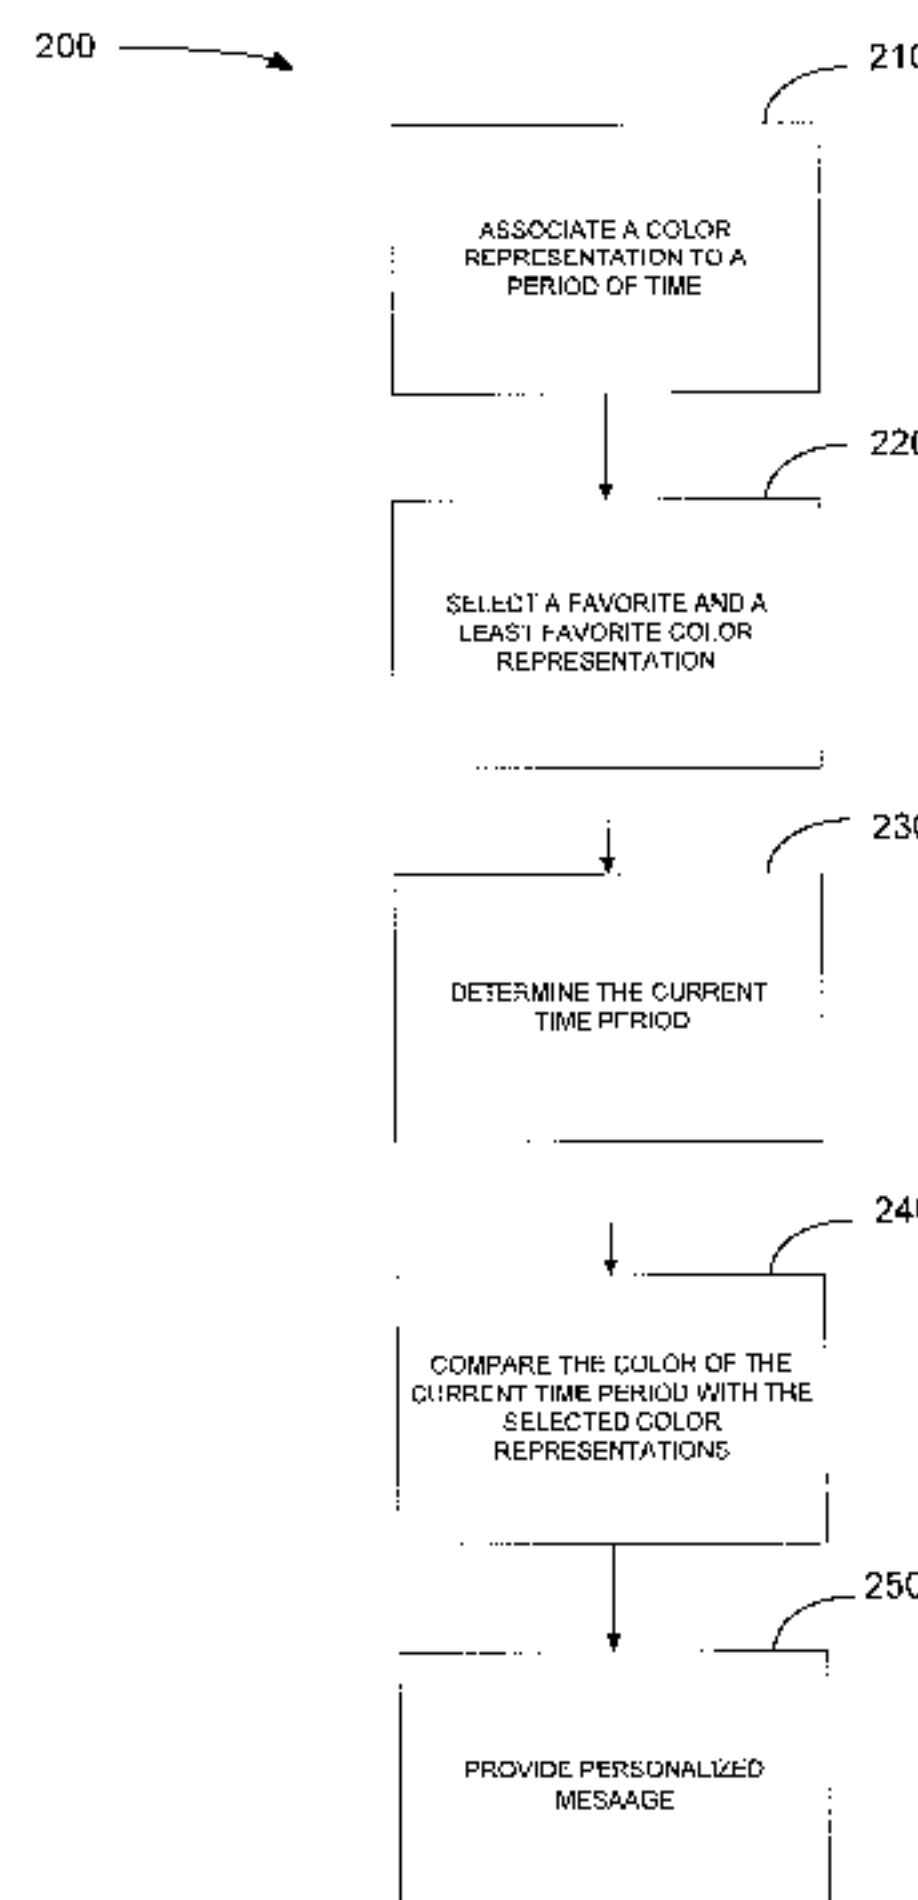 200
210
ASSOCIATE A COLOR
REPRESENTATION TO A
PERIOD OF TIME
220
SELECT A FAVORITE AND A
LEAST FAVORITE COLOR
REPRESENTATION
230
DETERMINE THE CURRENT
TIME PERIOD
240
COMPARE THE COLOR OF THE
CURRENT TIME PERIOD WITH THE
SELECTED COLOR
REPRESENTATIONS
250
PROVIDE PERSONALIZED
MESAAGE